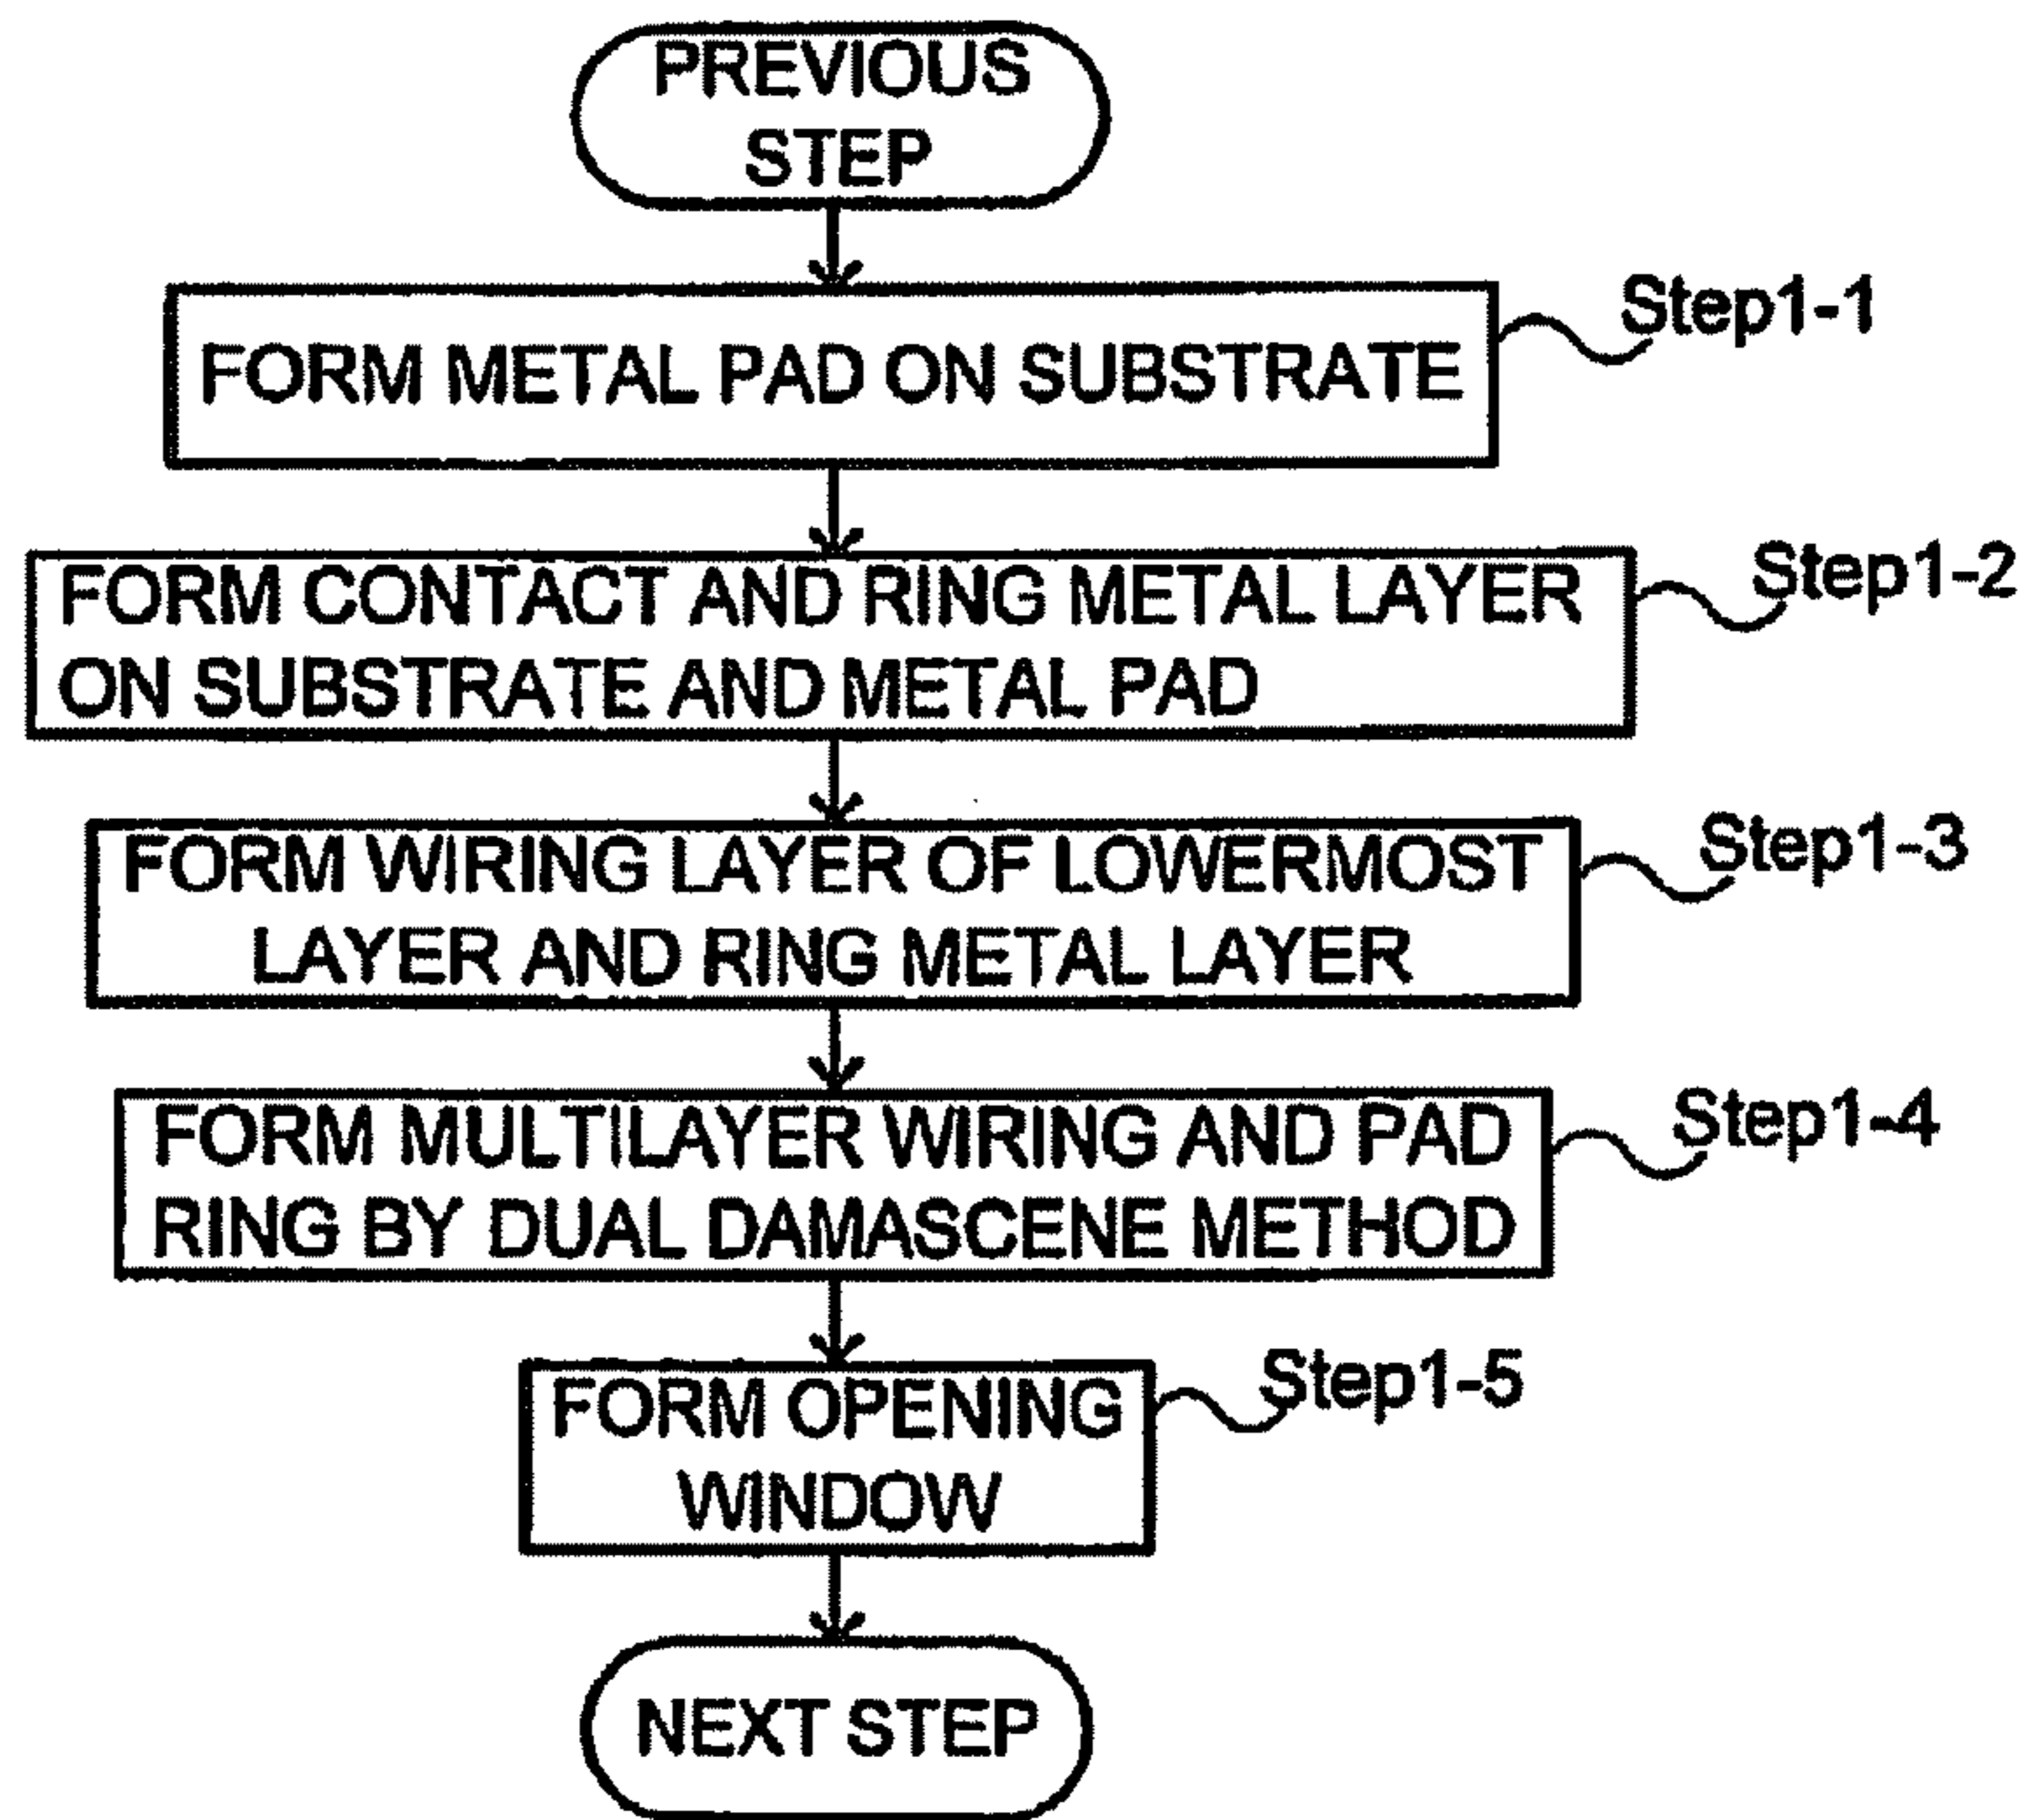 PREVIOUS
STEP
FORM METAL PAD ON SUBSTRATE
Step1-1
FORM CONTACT AND RING METAL LAYER
ON SUBSTRATE AND METAL PAD
Step1-2
FORM WIRING LAYER OF LOWERMOST
LAYER AND RING METAL LAYER
Step1-3
FORM MULTILAYER WIRING AND PAD
RING BY DUAL DAMASCENE METHOD
Step1-4
FORM OPENING
WINDOW
Step1-5
NEXT STEP